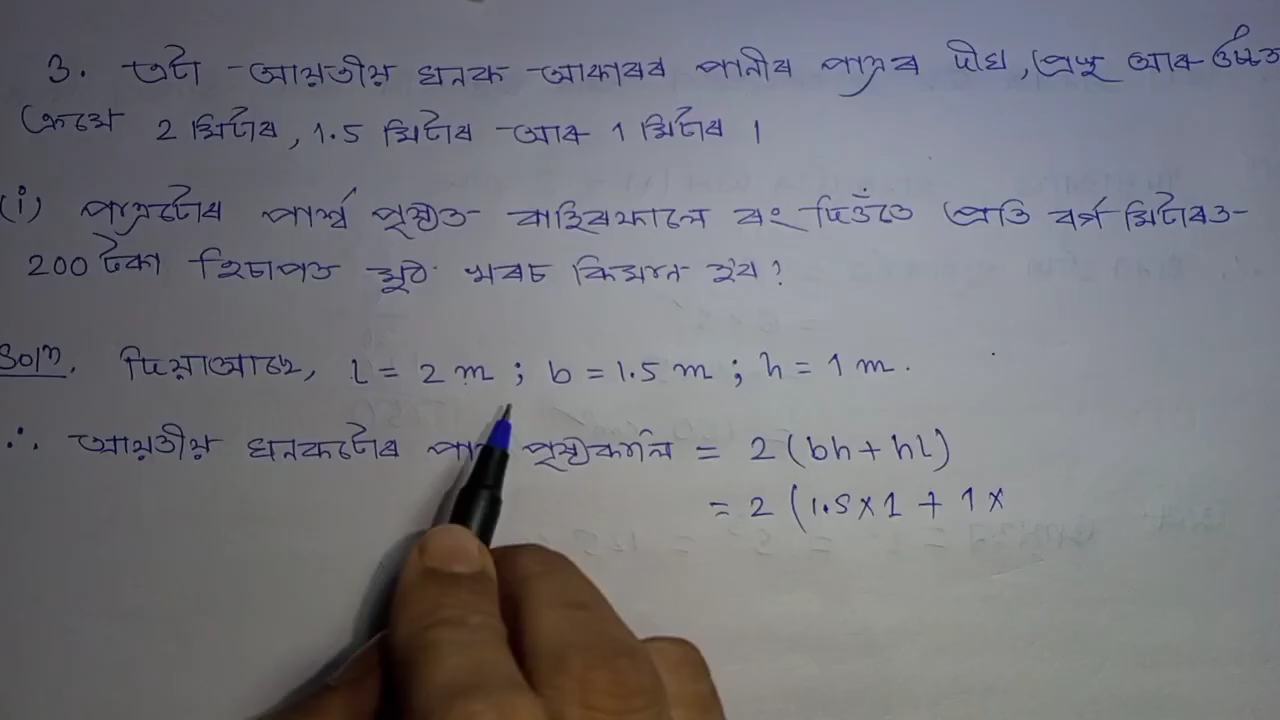 3. এটা আয়তীয় ঘনক আকাৰৰ পানীৰ পাত্ৰৰ দীঘ, প্ৰস্থ আৰু উচ্চতা
ক্ৰমে 2 মিটাৰ, 1.5 মিটাৰ আৰু 1 মিটাৰ ।
(i) পাত্ৰটোৰ পাৰ্শ্ব পৃষ্ঠত বাহিৰফালে ৰং দিওঁতে প্ৰতি বৰ্গ মিটাৰত
200 টকা হিচাপত মুঠ খৰচ কিমান হ'ব?
Soln. দিয়া আছে, l = 2 m ; b = 1.5 m ; h = 1 m .
∴ আয়তীয় ঘনকটোৰ পৃষ্ঠকালি = 2 (bh + hl)
= 2 (1.5 × 1 + 1 ×